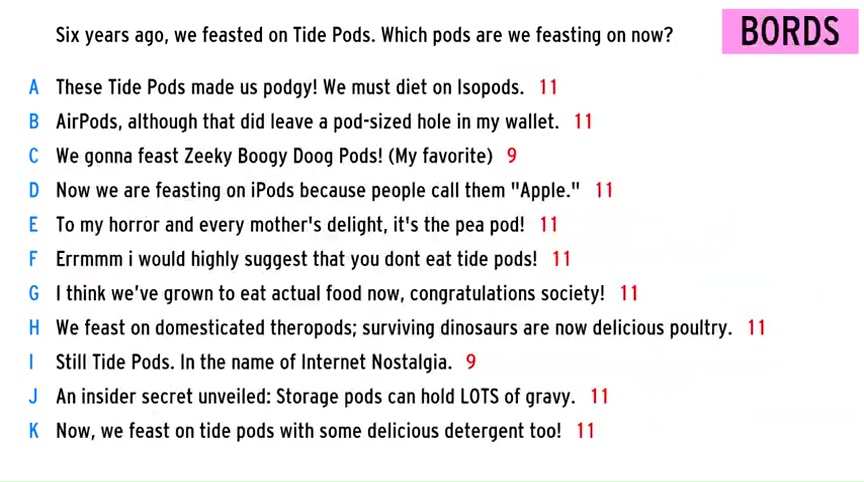 Six years ago, we feasted on Tide Pods. Which pods are we feasting on now?
BORDS
A These Tide Pods made us podgy! We must diet on Isopods. 11
B AirPods, although that did leave a pod-sized hole in my wallet. 11
C We gonna feast Zeeky Boogy Doog Pods! (My favorite) 9
D Now we are feasting on iPods because people call them "Apple." 11
E To my horror and every mother's delight, it's the pea pod! 11
F Errmmm i would highly suggest that you dont eat tide pods! 11
G I think we've grown to eat actual food now, congratulations society! 11
H We feast on domesticated theropods; surviving dinosaurs are now delicious poultry. 11
I Still Tide Pods. In the name of Internet Nostalgia. 9
J An insider secret unveiled: Storage pods can hold LOTS of gravy. 11
K Now, we feast on tide pods with some delicious detergent too! 11